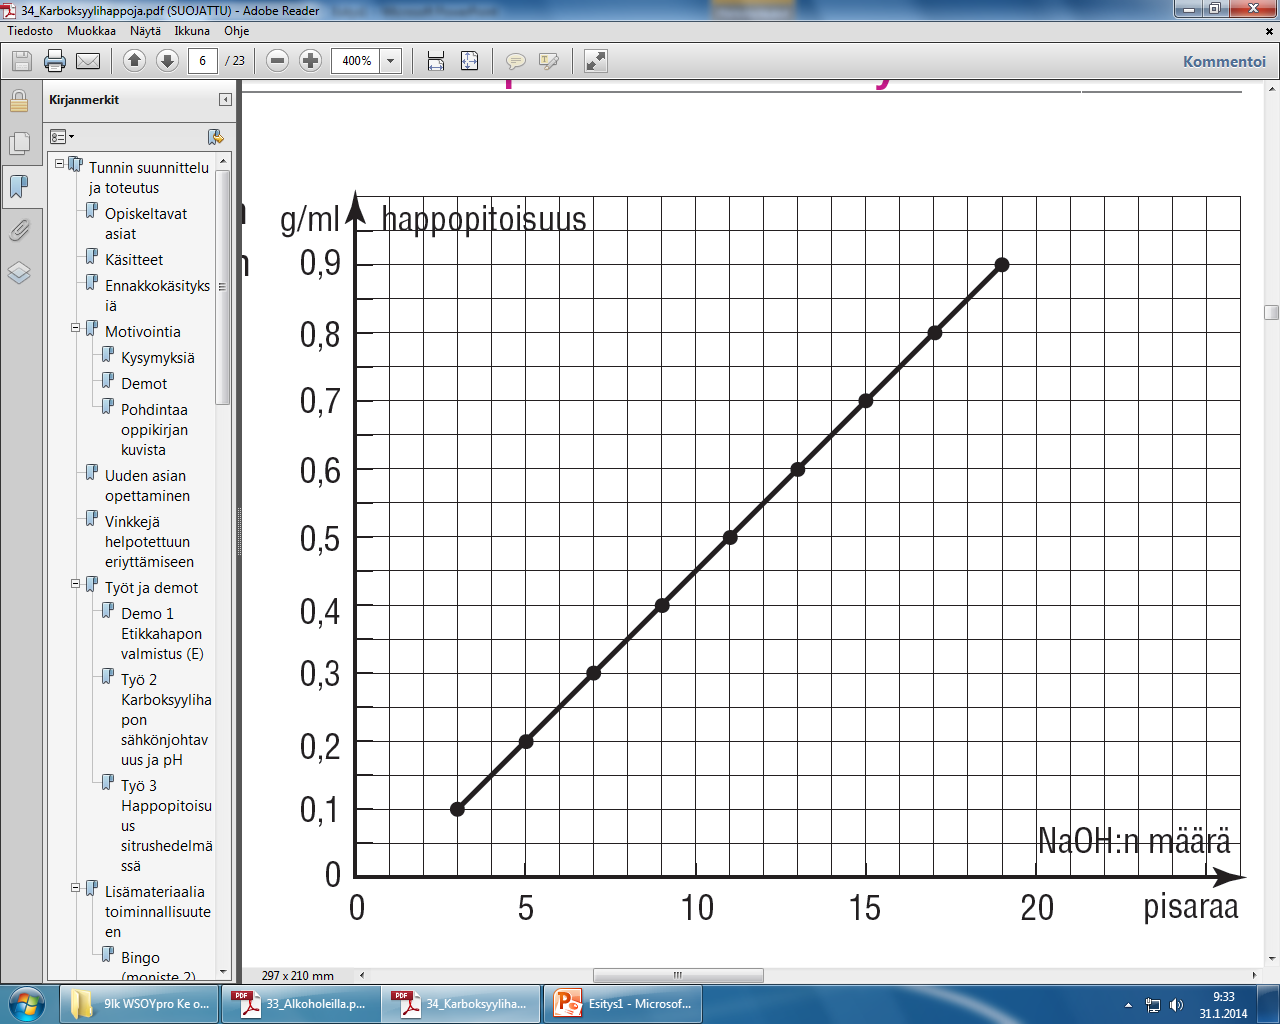 34_Karboksyylihappoja.pdf (SUOJATTU) - Adobe Reader
Tiedosto Muokkaa Näytä Ikkuna Ohje
6 / 23 400% Kommentoi
Kirjanmerkit
Tunnin suunnittelu
ja toteutus
Opiskeltavat
asiat
Käsitteet
Ennakkokäsityks
iä
Motivointia
Kysymyksiä
Demot
Pohdintaa
oppikirjan
kuvista
Uuden asian
opettaminen
Vinkkejä
helpotettuun
eriyttämiseen
Työt ja demot
Demo 1
Etikkahapon
valmistus (E)
Työ 2
Karboksyyliha
pon
sähkönjohtav
uus ja pH
Työ 3
Happopitoisu
us
sitrushedelmä
ssä
Lisämateriaalia
toiminnallisuute
en
Bingo
(moniste 2)
g/ml happopitoisuus
0,9
0,8
0,7
0,6
0,5
0,4
0,3
0,2
0,1
0
NaOH:n määrä
0 5 10 15 20 pisaraa
297 x 210 mm
9lk WSOYpro Ke o... 33_Alkoholeilla.p... 34_Karboksyyliha... Esitys1 - Microsof...
9:33
31.1.2014